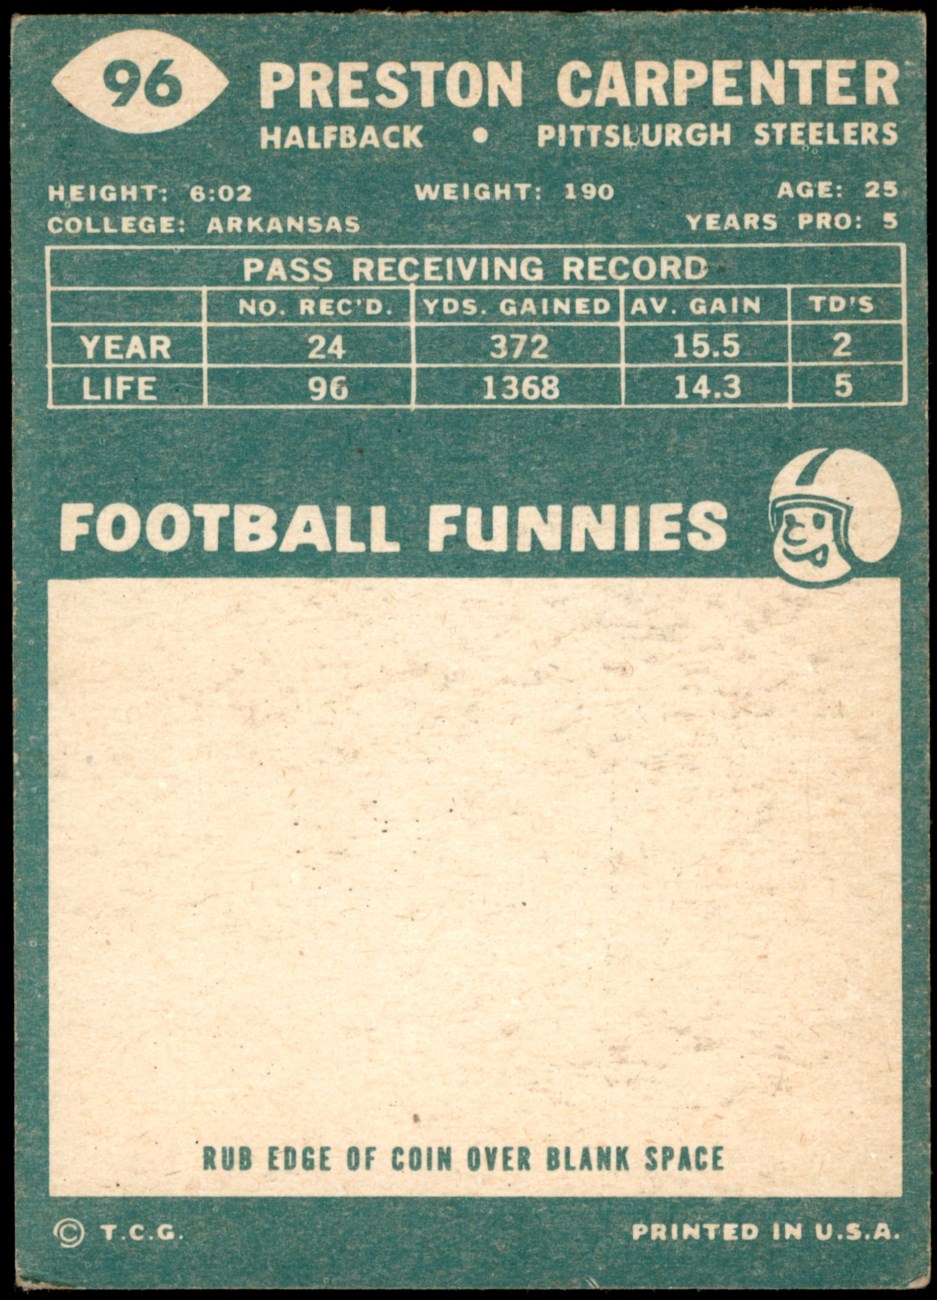 96
PRESTON CARPENTER
HALFBACK • PITTSBURGH STEELERS
HEIGHT: 6:02 WEIGHT: 190 AGE: 25
COLLEGE: ARKANSAS YEARS PRO: 5
PASS RECEIVING RECORD
NO. REC'D. YDS. GAINED AV. GAIN TD'S
YEAR 24 372 15.5 2
LIFE 96 1368 14.3 5
FOOTBALL FUNNIES
RUB EDGE OF COIN OVER BLANK SPACE
© T.C.G. PRINTED IN U.S.A.